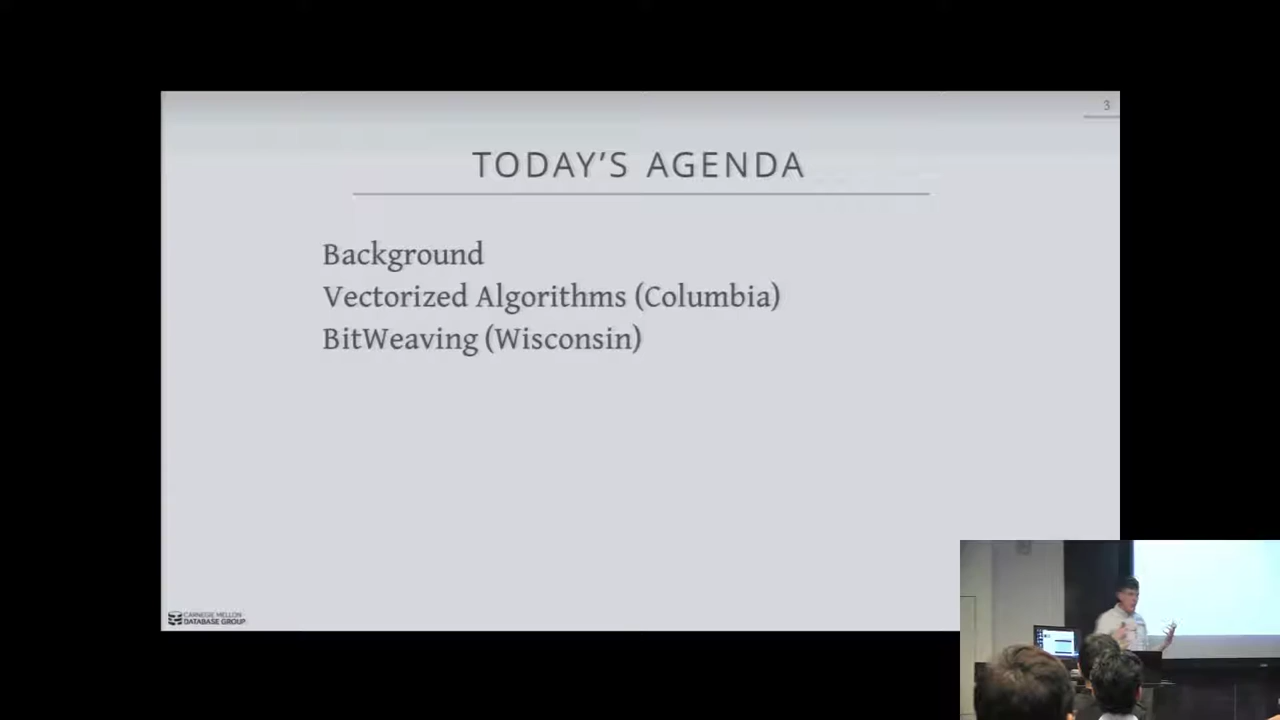 3
TODAY'S AGENDA
Background
Vectorized Algorithms (Columbia)
BitWeaving (Wisconsin)
CARNEGIE MELLON
DATABASE GROUP